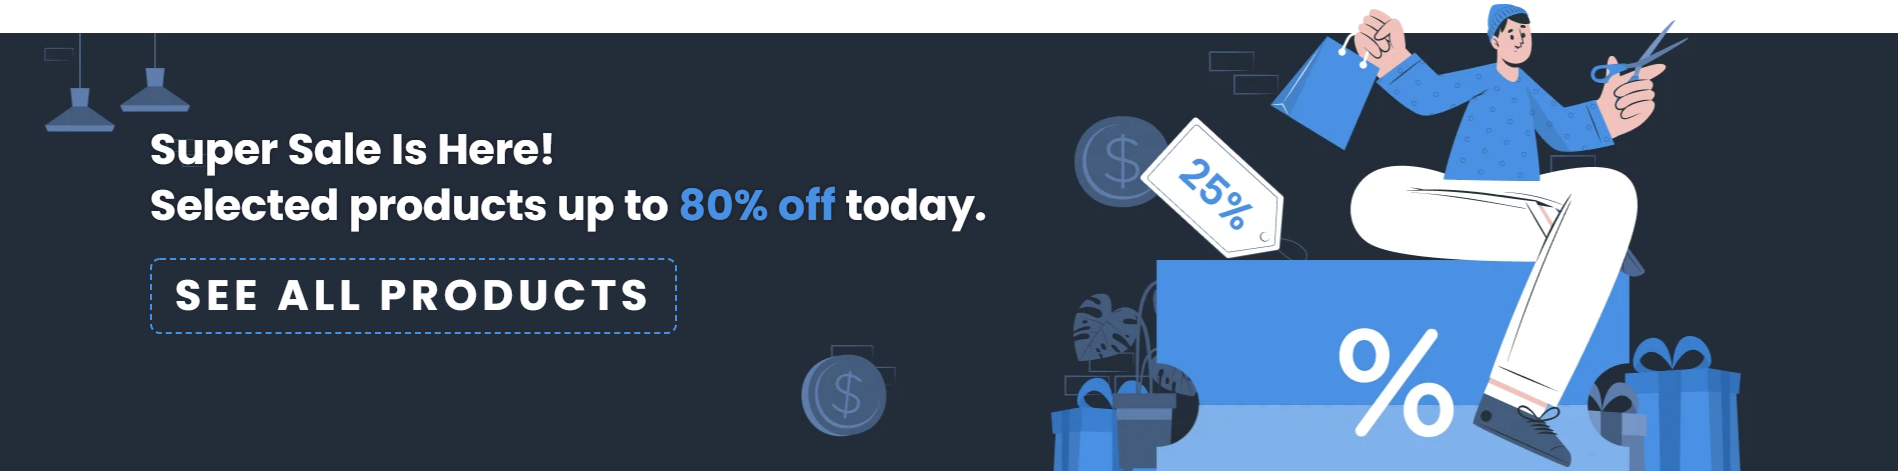 Super Sale Is Here!
Selected products up to 80% off today.
SEE ALL PRODUCTS
$
25%
$
%